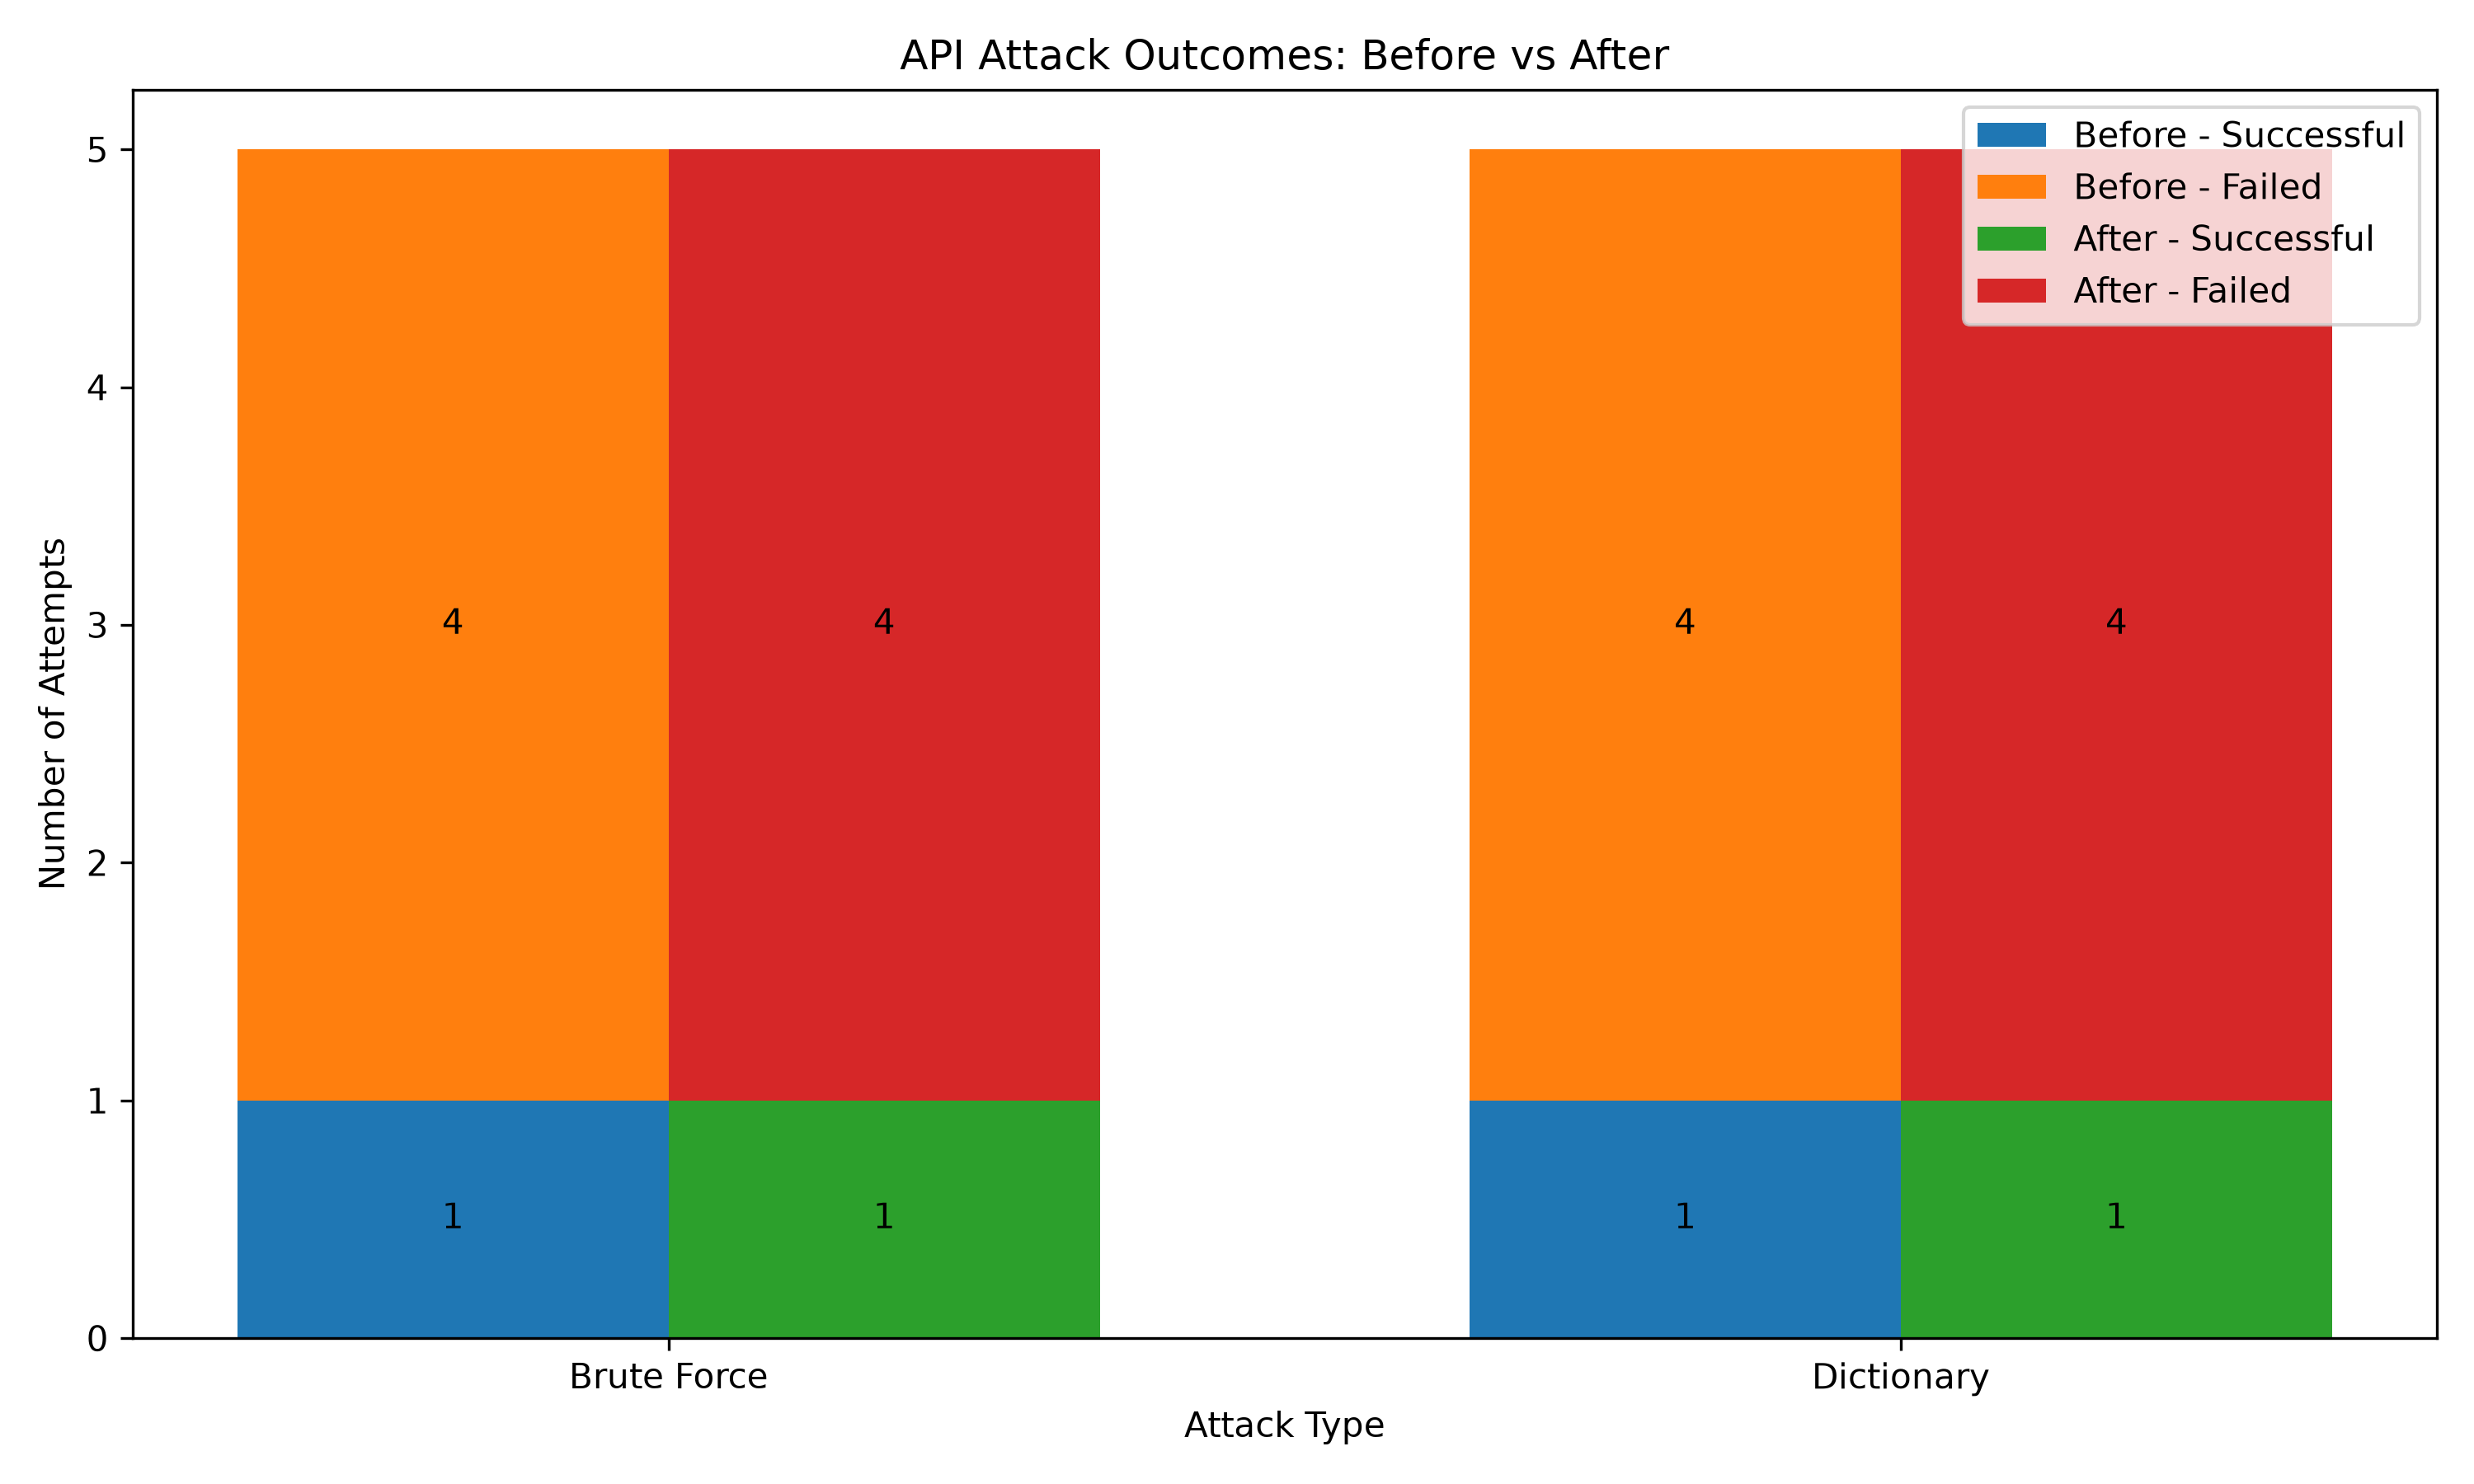 API Attack Outcomes: Before vs After
Before - Successful
Before - Failed
After - Successful
After - Failed
Number of Attempts
5
4
3
2
1
0
4
4
4
4
1
1
1
1
Brute Force
Dictionary
Attack Type